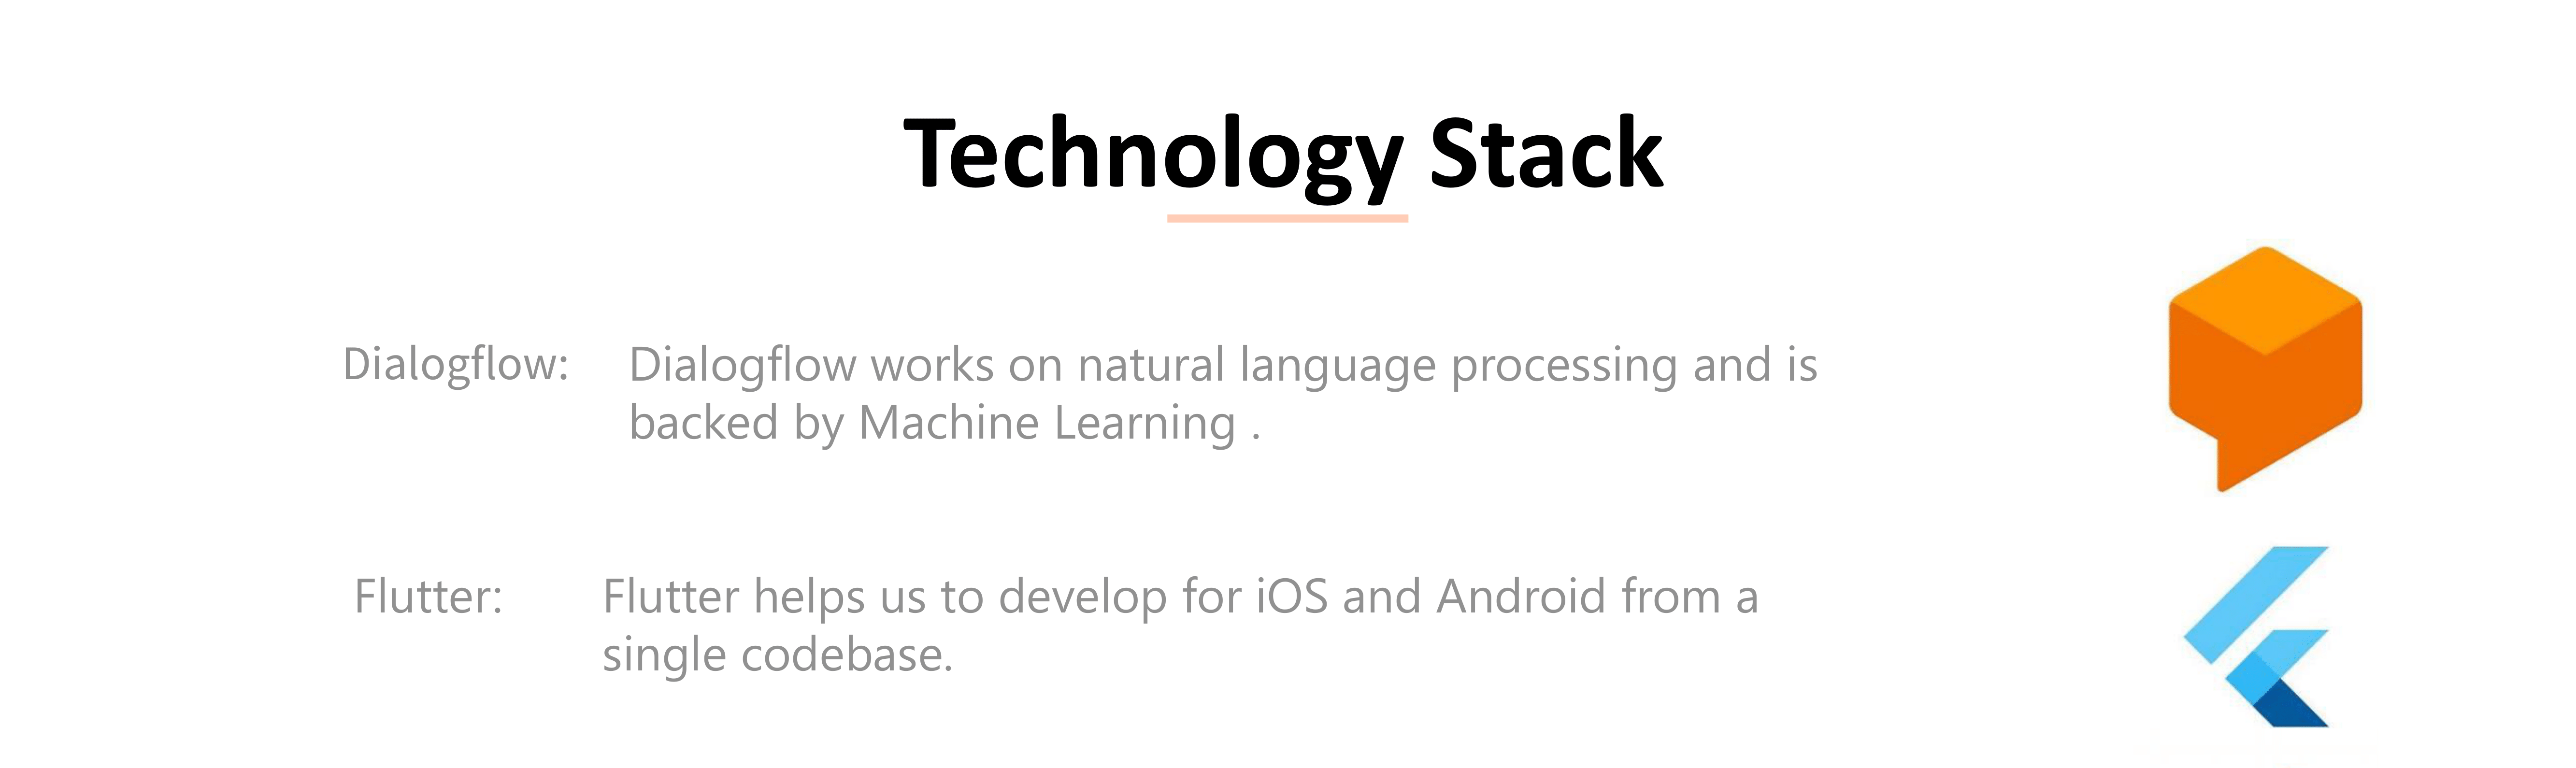 Technology Stack
Dialogflow: Dialogflow works on natural language processing and is
backed by Machine Learning .
Flutter: Flutter helps us to develop for iOS and Android from a
single codebase.